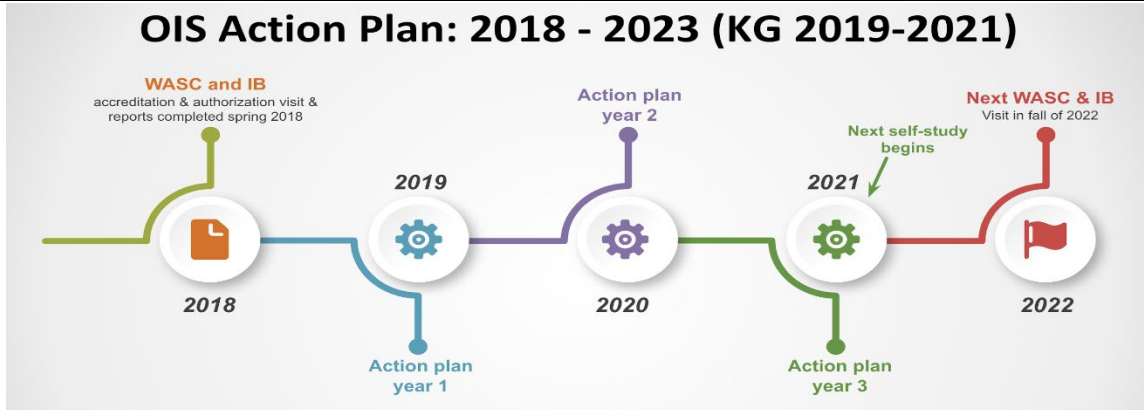 OIS Action Plan: 2018 - 2023 (KG 2019-2021)
WASC and IB
accreditation & authorization visit &
reports completed spring 2018
2018
2019
Action plan
year 1
Action plan
year 2
2020
2021
Next self-study
begins
Action plan
year 3
Next WASC & IB
Visit in fall of 2022
2022